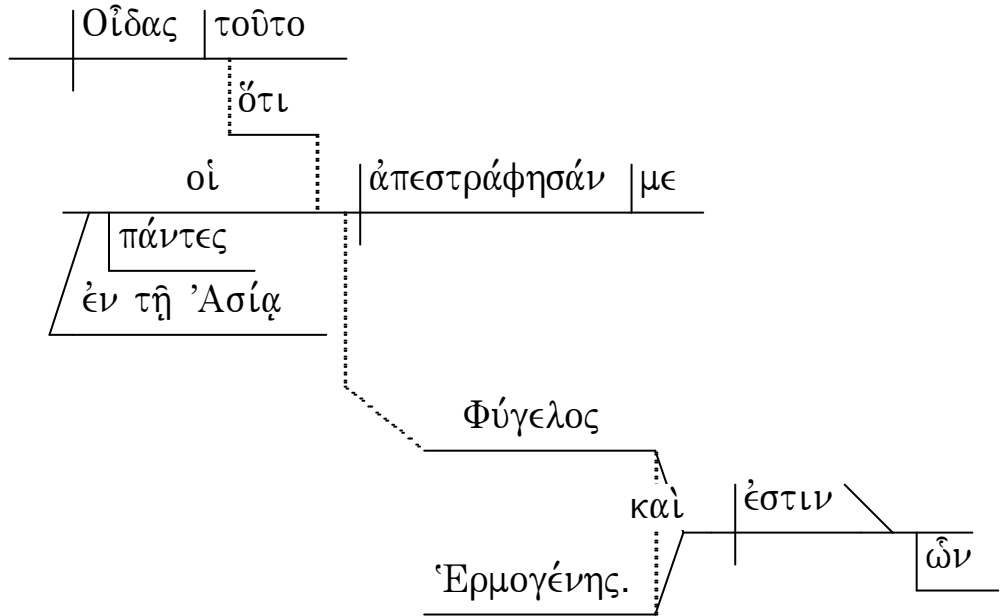 Οἶδας τοῦτο
ὅτι
οἱ ἀπεστράφησάν με
πάντες
ἐν τῇ Ἀσίᾳ
Φύγελος
καὶ ἐστιν
ὧν
Ἑρμογένης.